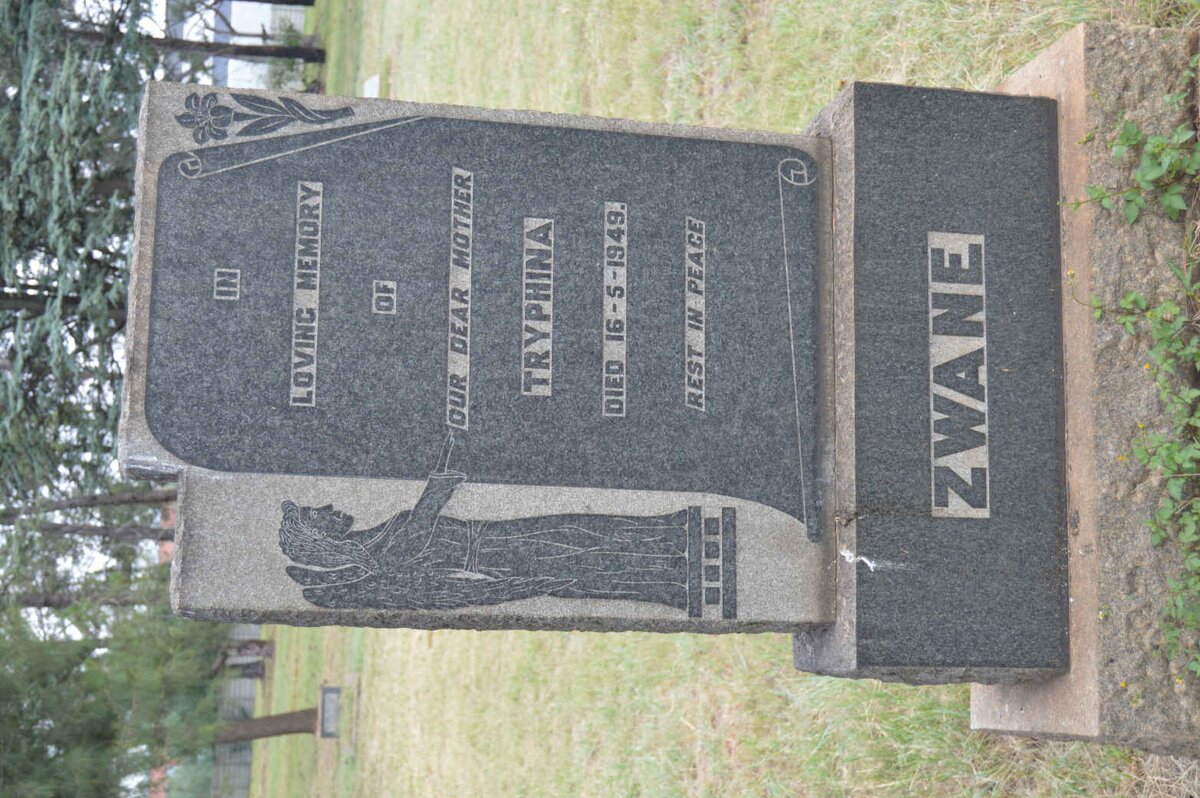 IN
LOVING MEMORY
OF
OUR DEAR MOTHER
TRYPHINA
DIED 16-5-1949.
REST IN PEACE
ZWANE